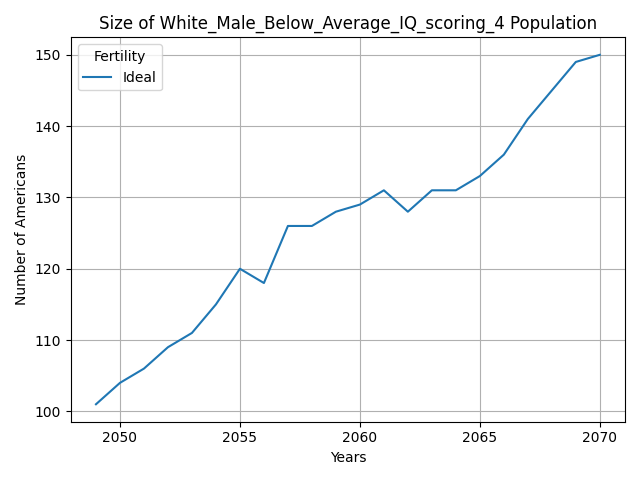 Size of White_Male_Below_Average_IQ_scoring_4 Population
Fertility
Ideal
Number of Americans
150
140
130
120
110
100
2050 2055 2060 2065 2070
Years